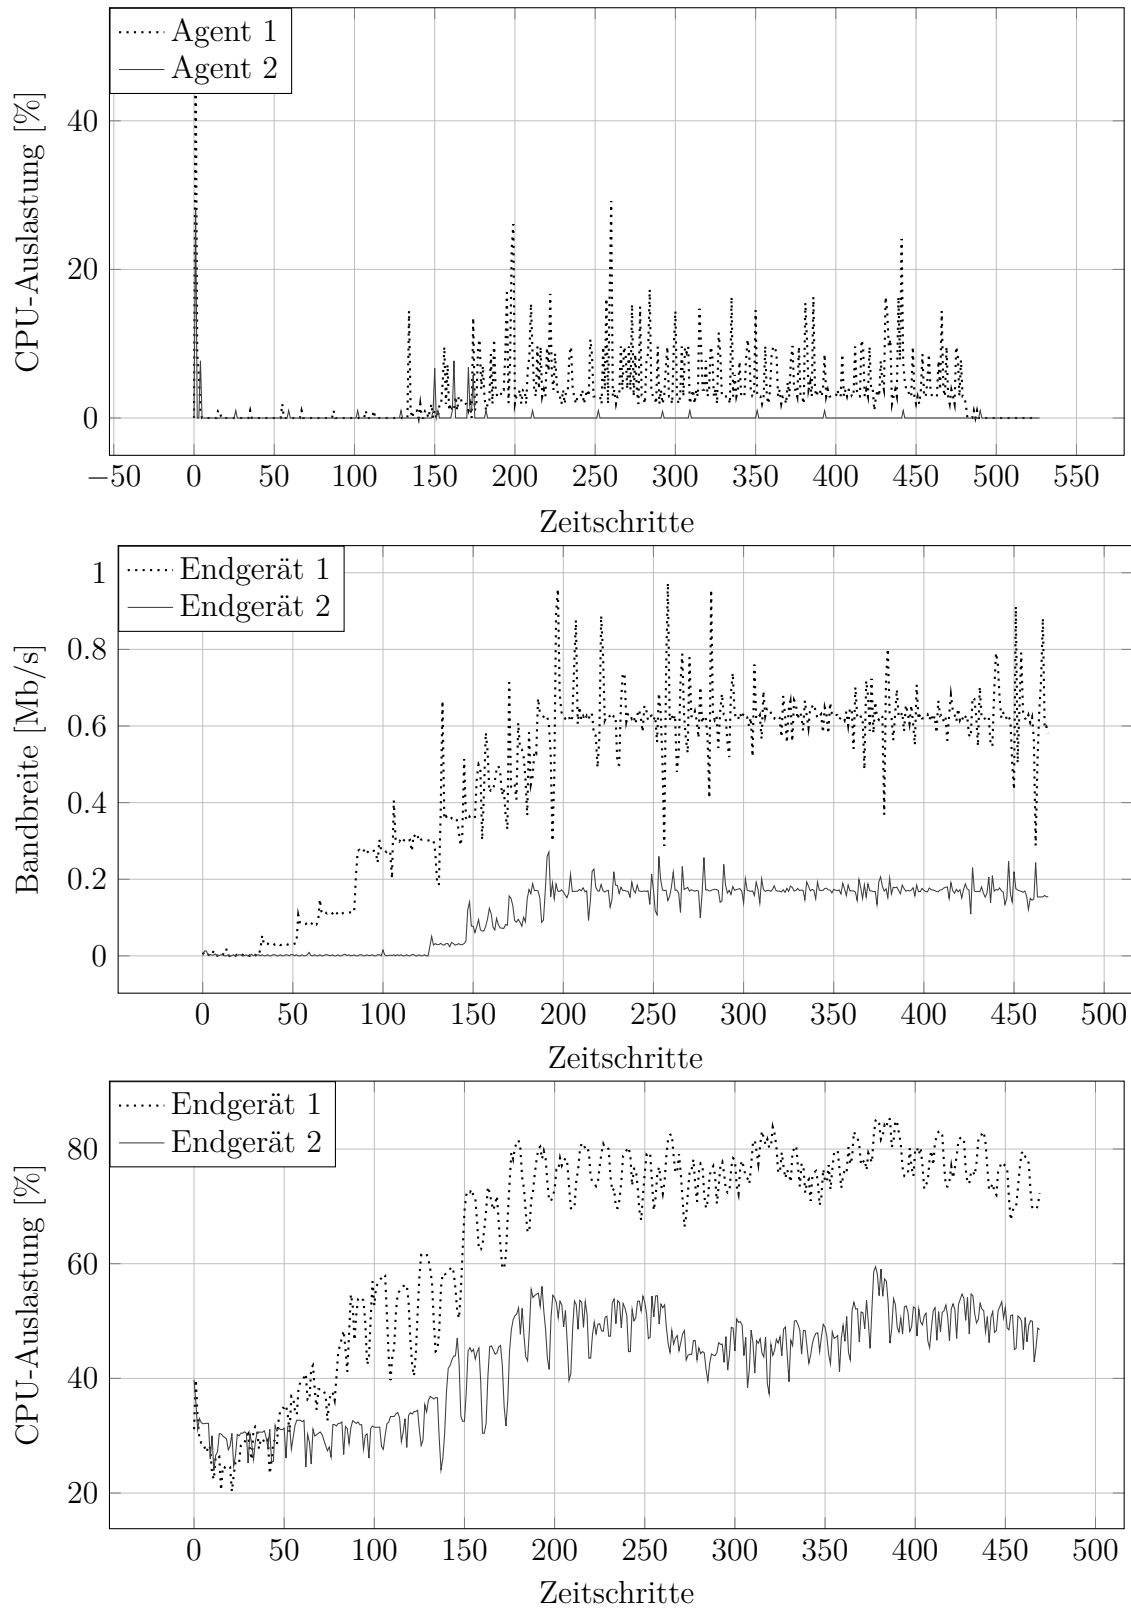 Agent 1
Agent 2
CPU-Auslastung [%]
40
20
0
−50 0 50 100 150 200 250 300 350 400 450 500 550
Zeitschritte
Endgerät 1
Endgerät 2
Bandbreite [Mb/s]
1
0.8
0.6
0.4
0.2
0
0 50 100 150 200 250 300 350 400 450 500
Zeitschritte
Endgerät 1
Endgerät 2
CPU-Auslastung [%]
80
60
40
20
0 50 100 150 200 250 300 350 400 450 500
Zeitschritte